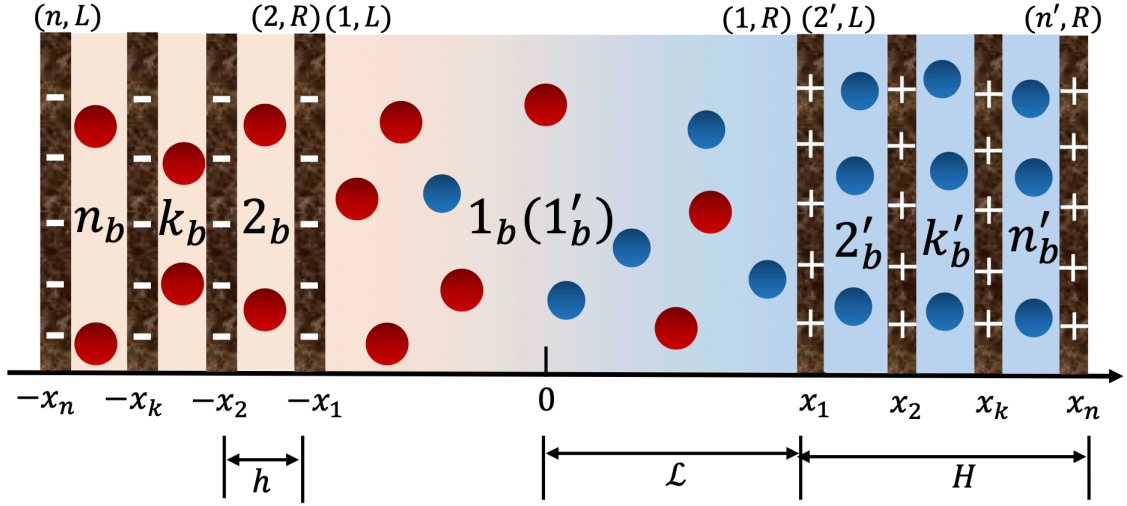 (n, L) (2, R) (1, L) (1, R) (2′, L) (n′, R)
n_b k_b 2_b 1_b(1′_b) 2′_b k′_b n′_b
−x_n −x_k −x_2 −x_1 0 x_1 x_2 x_k x_n
h ℒ H